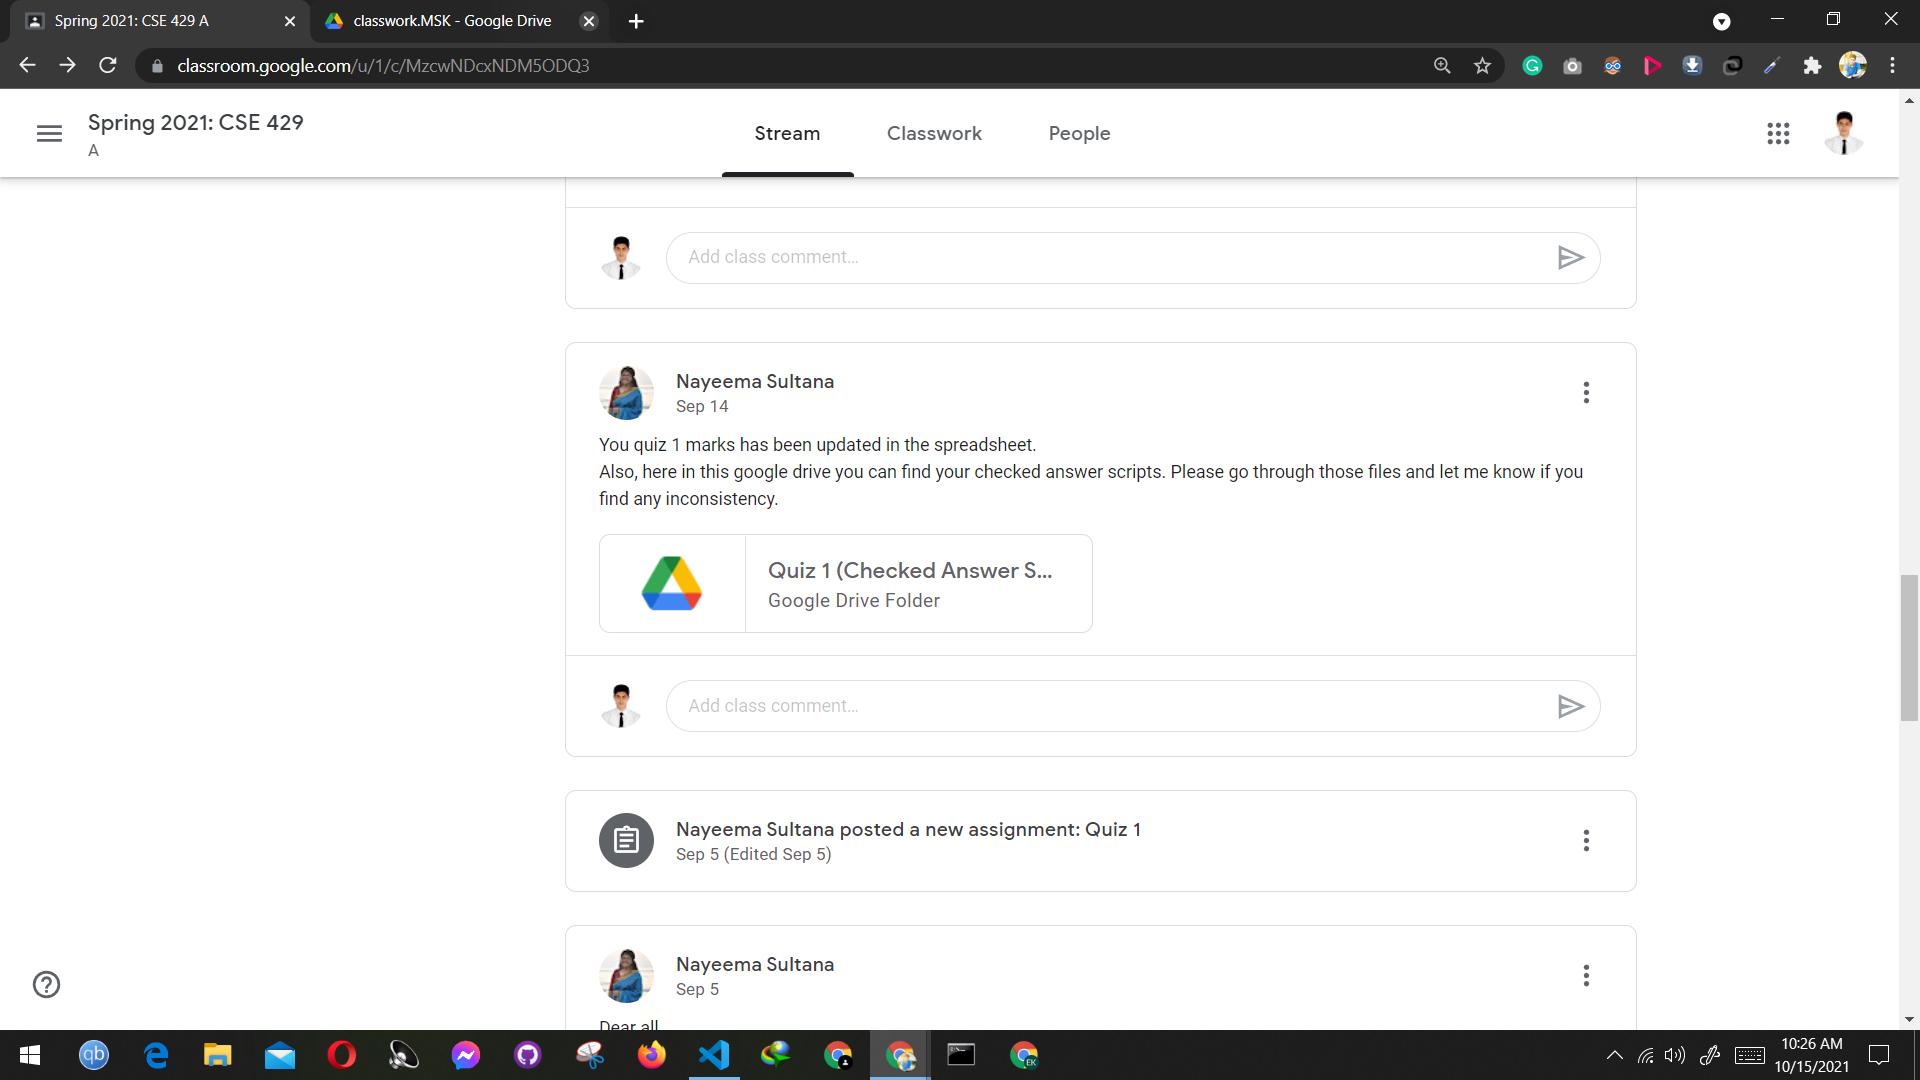 Spring 2021: CSE 429 A
classwork.MSK - Google Drive
classroom.google.com/u/1/c/MzcwNDcxNDM5ODQ3
Spring 2021: CSE 429
A
Stream
Classwork
People
Add class comment…
Nayeema Sultana
Sep 14
You quiz 1 marks has been updated in the spreadsheet.
Also, here in this google drive you can find your checked answer scripts. Please go through those files and let me know if you
find any inconsistency.
Quiz 1 (Checked Answer S...
Google Drive Folder
Add class comment…
Nayeema Sultana posted a new assignment: Quiz 1
Sep 5 (Edited Sep 5)
Nayeema Sultana
Sep 5
Dear all
qb
EK
10:26 AM
10/15/2021